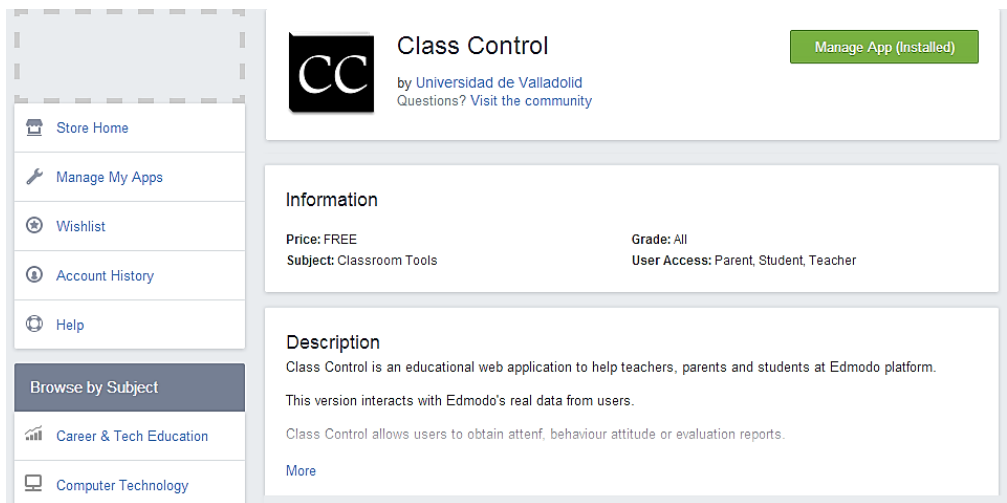 CC
Class Control
by Universidad de Valladolid
Questions? Visit the community
Manage App (Installed)
Store Home
Manage My Apps
Wishlist
Account History
Help
Browse by Subject
Career & Tech Education
Computer Technology
Information
Price: FREE
Grade: All
Subject: Classroom Tools
User Access: Parent, Student, Teacher
Description
Class Control is an educational web application to help teachers, parents and students at Edmodo platform.
This version interacts with Edmodo's real data from users.
Class Control allows users to obtain attenf, behaviour attitude or evaluation reports.
More